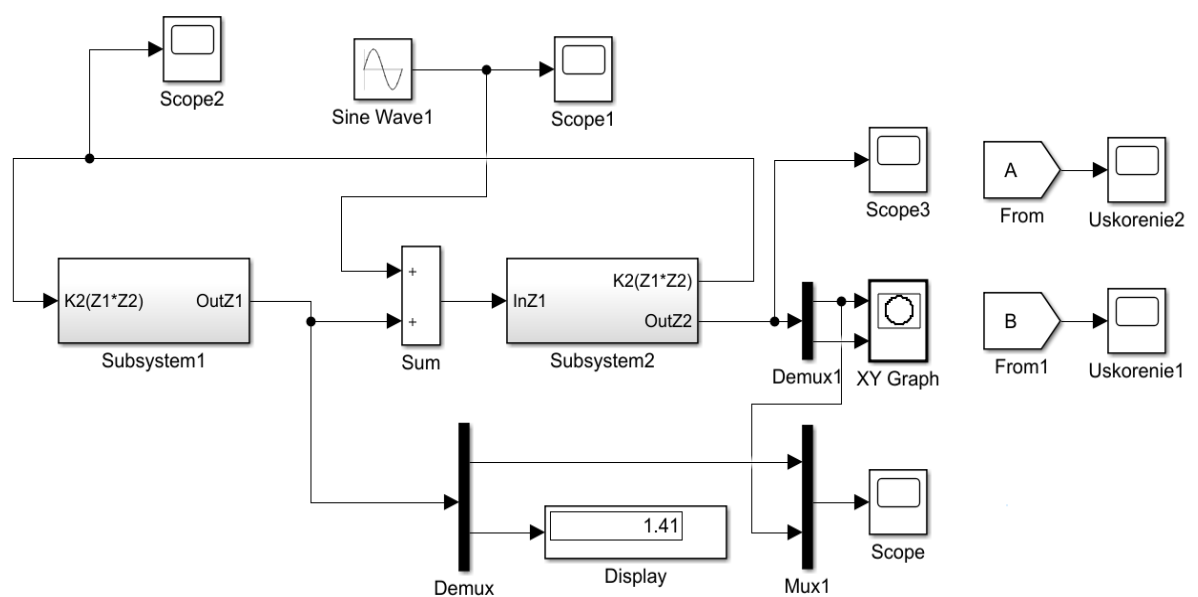 Scope2
Sine Wave1
Scope1
Scope3
A
From
Uskorenie2
K2(Z1*Z2)
OutZ1
Subsystem1
+
+
Sum
InZ1
K2(Z1*Z2)
OutZ2
Subsystem2
Demux1
XY Graph
B
From1
Uskorenie1
Demux
1.41
Display
Mux1
Scope